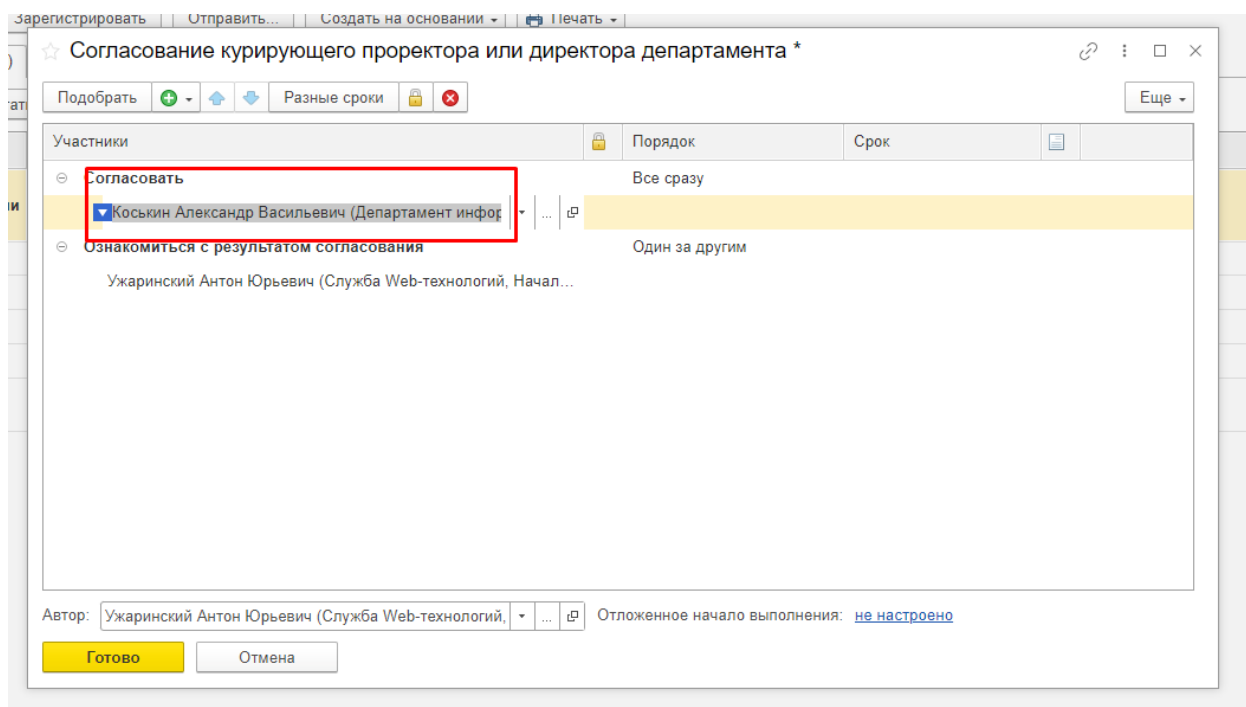 Зарегистрировать Отправить... Создать на основании Печать
Согласование курирующего проректора или директора департамента *
)
Подобрать Разные сроки Еще
Участники Порядок Срок
Согласовать Все сразу
Коськин Александр Васильевич (Департамент инфор ...
Ознакомиться с результатом согласования Один за другим
Ужаринский Антон Юрьевич (Служба Web-технологий, Начал...
Автор: Ужаринский Антон Юрьевич (Служба Web-технологий, ... Отложенное начало выполнения: не настроено
Готово Отмена